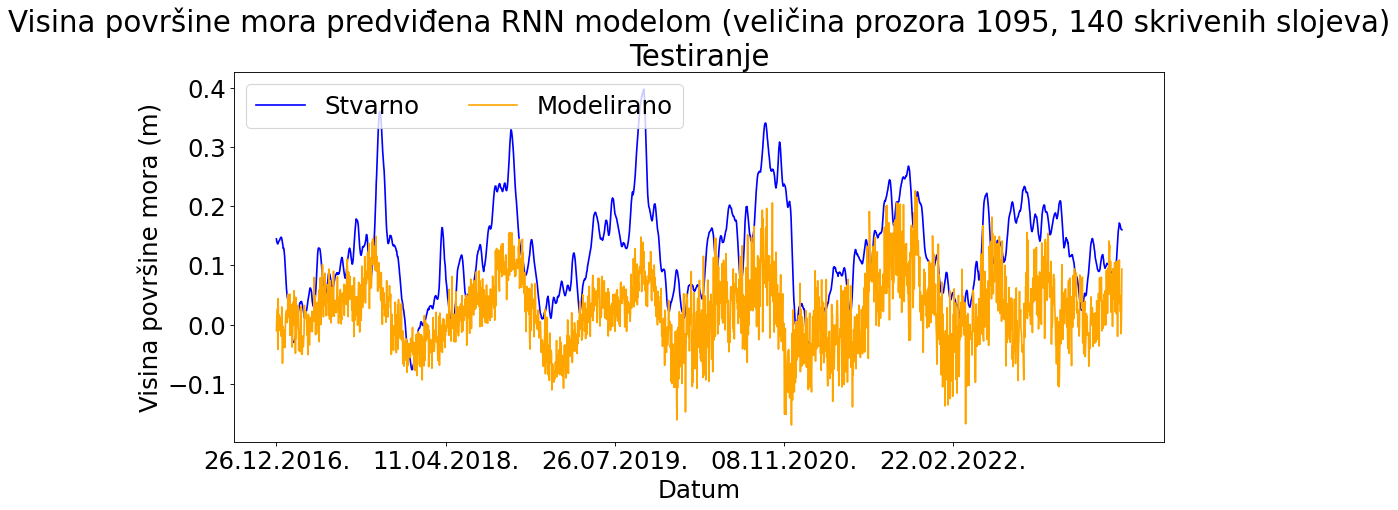 Visina površine mora predviđena RNN modelom (veličina prozora 1095, 140 skrivenih slojeva)
Testiranje
Stvarno
Modelirano
Visina površine mora (m)
0.4
0.3
0.2
0.1
0.0
−0.1
26.12.2016.
11.04.2018.
26.07.2019.
08.11.2020.
22.02.2022.
Datum